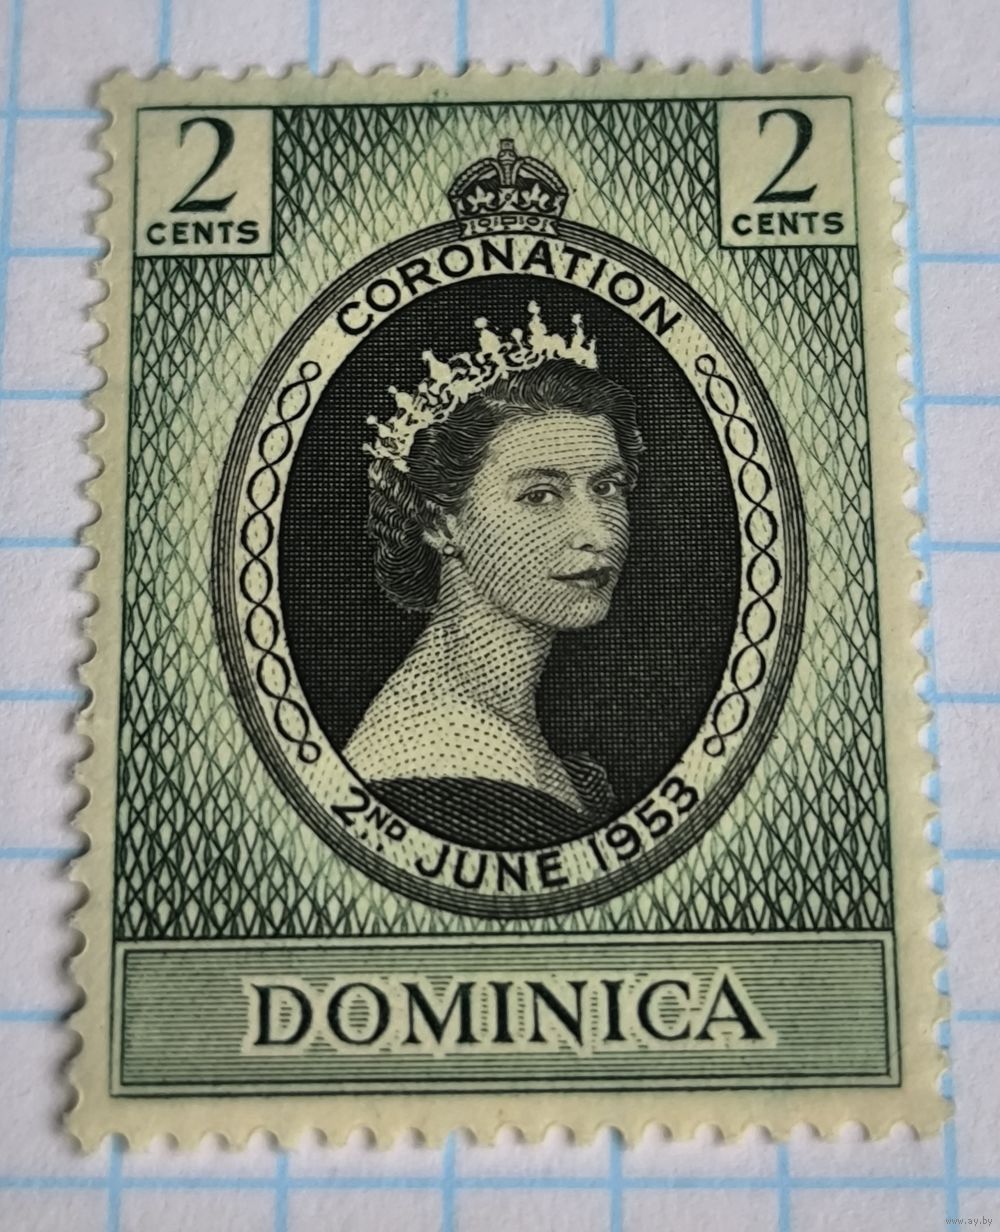 2 CENTS
2 CENTS
CORONATION
2ND JUNE 1953
DOMINICA
www.ay.by